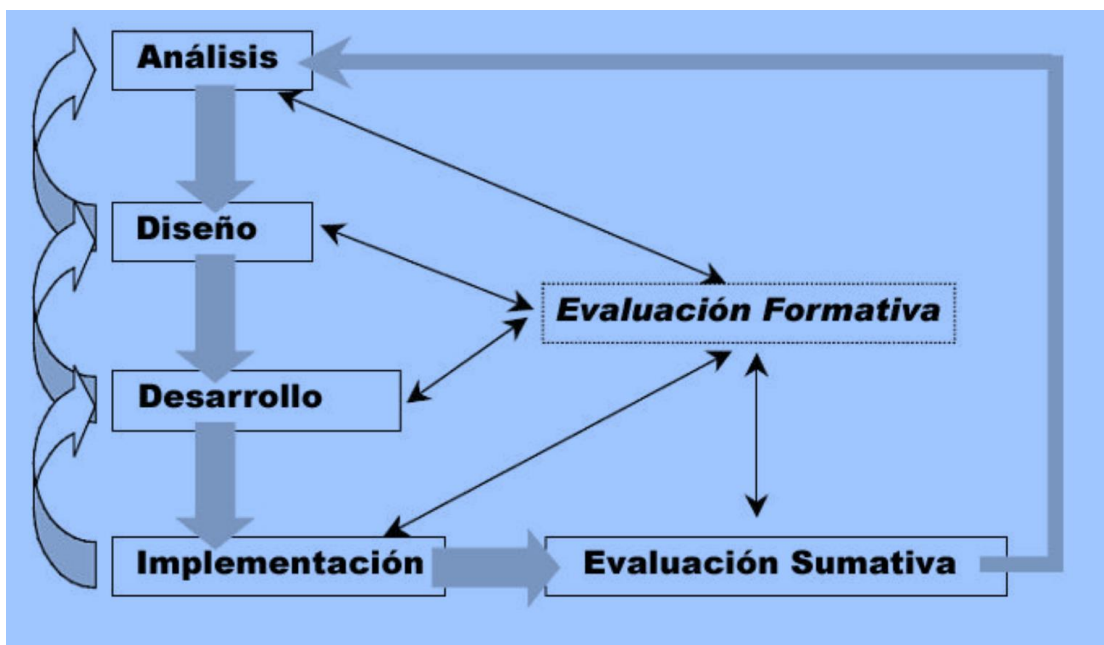 Análisis
Diseño
Evaluación Formativa
Desarrollo
Implementación
Evaluación Sumativa